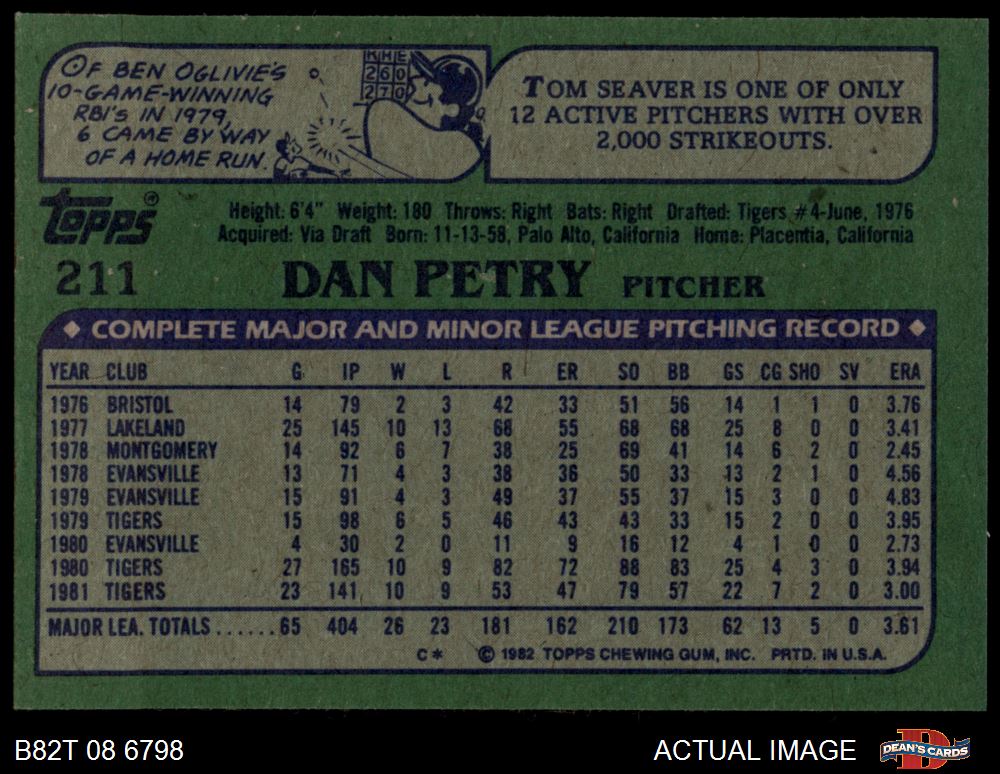 OF BEN OGLIVIE'S
10-GAME-WINNING
RBI'S IN 1979,
6 CAME BY WAY
OF A HOME RUN.
R H E
2 6 0
2 7 0
TOM SEAVER IS ONE OF ONLY
12 ACTIVE PITCHERS WITH OVER
2,000 STRIKEOUTS.
topps®
Height: 6'4" Weight: 180 Throws: Right Bats: Right Drafted: Tigers #4-June, 1976
Acquired: Via Draft Born: 11-13-58, Palo Alto, California Home: Placentia, California
211 DAN PETRY PITCHER
◆ COMPLETE MAJOR AND MINOR LEAGUE PITCHING RECORD ◆
YEAR CLUB G IP W L R ER SO BB GS CG SHO SV ERA
1976 BRISTOL 14 79 2 3 42 33 51 56 14 1 1 0 3.76
1977 LAKELAND 25 145 10 13 68 55 68 68 25 8 0 0 3.41
1978 MONTGOMERY 14 92 6 7 38 25 69 41 14 6 2 0 2.45
1978 EVANSVILLE 13 71 4 3 38 36 50 33 13 2 1 0 4.56
1979 EVANSVILLE 15 91 4 3 49 37 55 37 15 3 0 0 4.83
1979 TIGERS 15 98 6 5 46 43 43 33 15 2 0 0 3.95
1980 EVANSVILLE 4 30 2 0 11 9 16 12 4 1 0 0 2.73
1980 TIGERS 27 165 10 9 82 72 88 83 25 4 3 0 3.94
1981 TIGERS 23 141 10 9 53 47 79 57 22 7 2 0 3.00
MAJOR LEA. TOTALS ...... 65 404 26 23 181 162 210 173 62 13 5 0 3.61
C* © 1982 TOPPS CHEWING GUM, INC. PRTD. IN U.S.A.
B82T 08 6798 ACTUAL IMAGE D DEAN'S CARDS